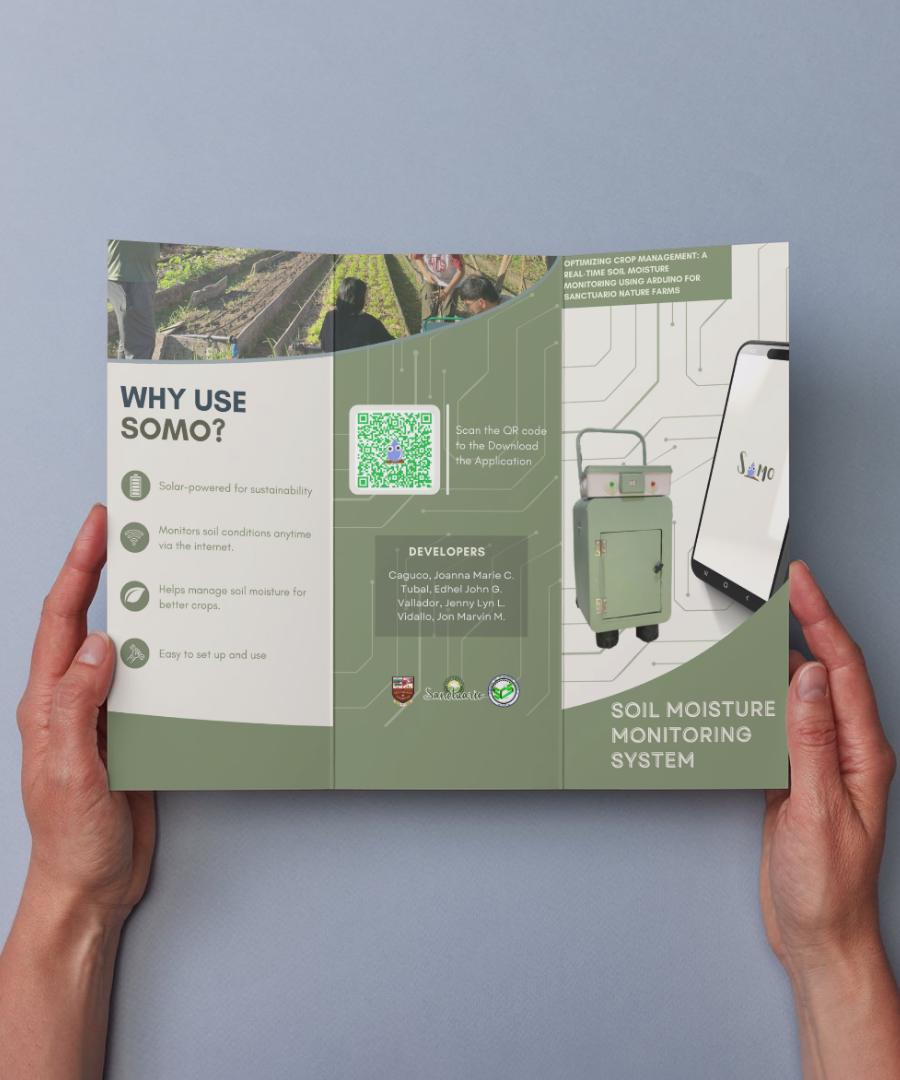 WHY USE
SOMO?
Solar-powered for sustainability
Monitors soil conditions anytime
via the internet.
Helps manage soil moisture for
better crops.
Easy to set up and use
Scan the QR code
to the Download
the Application
DEVELOPERS
Caguco, Joanna Marie C.
Tubal, Edhel John G.
Vallador, Jenny Lyn L.
Vidallo, Jon Marvin M.
Sanctuario
OPTIMIZING CROP MANAGEMENT: A
REAL-TIME SOIL MOISTURE
MONITORING USING ARDUINO FOR
SANCTUARIO NATURE FARMS
SoMO
SOIL MOISTURE
MONITORING
SYSTEM